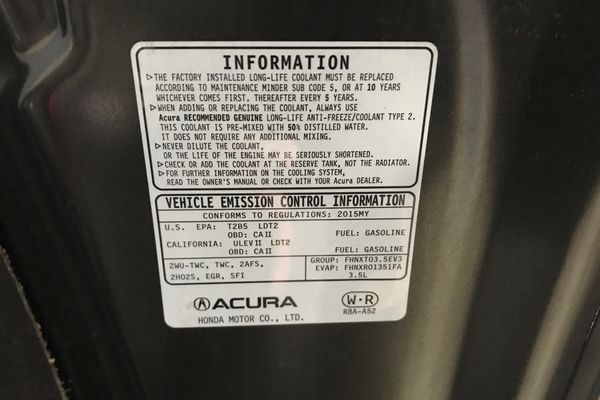 INFORMATION
▷THE FACTORY INSTALLED LONG-LIFE COOLANT MUST BE REPLACED
ACCORDING TO MAINTENANCE MINDER SUB CODE 5, OR AT 10 YEARS
WHICHEVER COMES FIRST. THEREAFTER EVERY 5 YEARS.
▷WHEN ADDING OR REPLACING THE COOLANT, ALWAYS USE
Acura RECOMMENDED GENUINE LONG-LIFE ANTI-FREEZE/COOLANT TYPE 2.
THIS COOLANT IS PRE-MIXED WITH 50% DISTILLED WATER.
IT DOES NOT REQUIRE ANY ADDITIONAL MIXING.
▷NEVER DILUTE THE COOLANT,
OR THE LIFE OF THE ENGINE MAY BE SERIOUSLY SHORTENED.
▷CHECK OR ADD THE COOLANT AT THE RESERVE TANK, NOT THE RADIATOR.
▷FOR FURTHER INFORMATION ON THE COOLING SYSTEM,
READ THE OWNER'S MANUAL OR CHECK WITH YOUR Acura DEALER.
VEHICLE EMISSION CONTROL INFORMATION
CONFORMS TO REGULATIONS: 2015MY
U.S. EPA: T2B5 LDT2
OBD: CAII FUEL: GASOLINE
CALIFORNIA: ULEVII LDT2
OBD: CAII FUEL: GASOLINE
2WU-TWC, TWC, 2AFS,
2HO2S, EGR, SFI
GROUP: FHNXT03.5EV3
EVAP: FHNXR01351FA
3.5L
ACURA
HONDA MOTOR CO., LTD.
W·R
R8A-A52